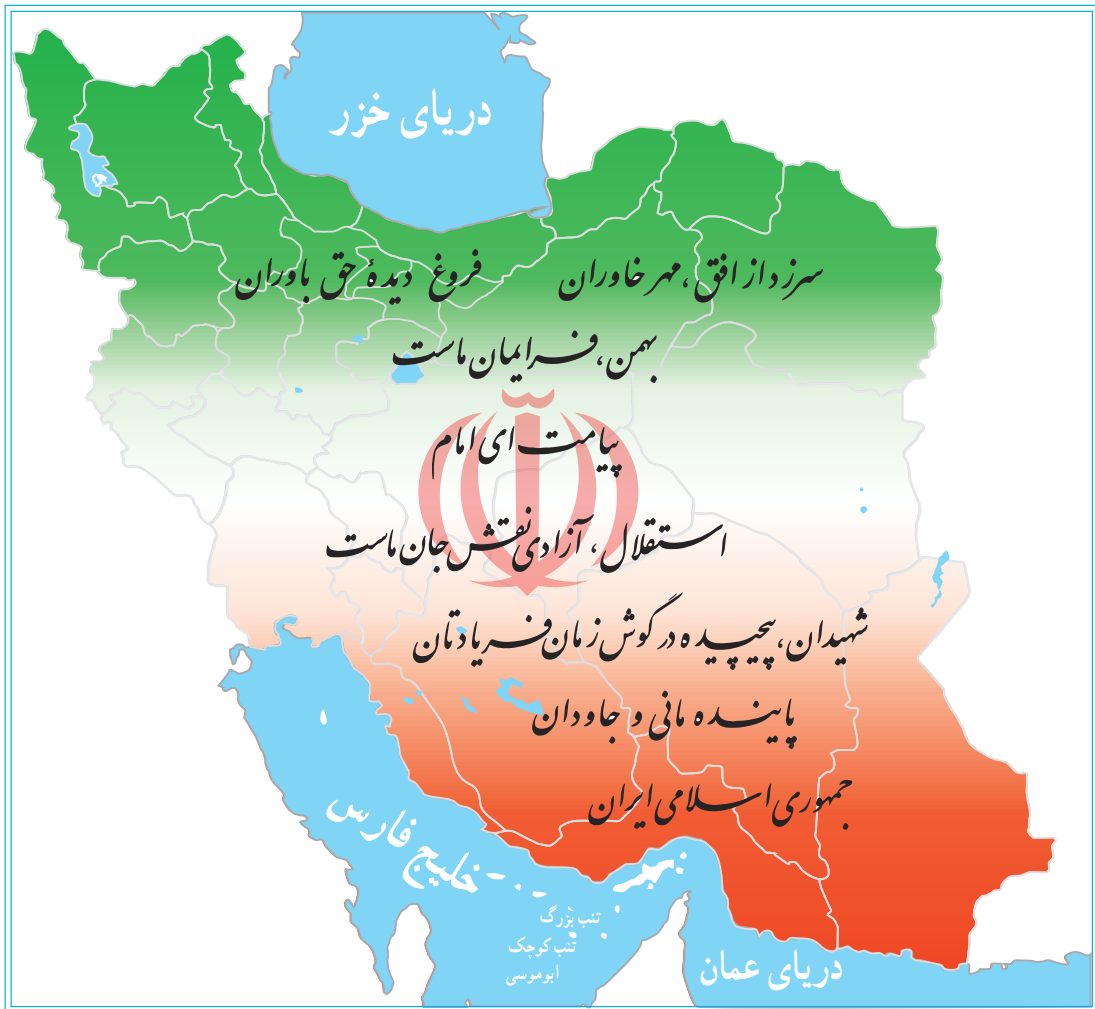 دریای خزر
سر زد از افق، مهر خاوران فروغ دیدهٔ حق باوران
بهمن، فر ایمان ماست
پیامت ای امام
استقلال، آزادی نقش جان ماست
شهیدان، پیچیده در گوش زمان فریادتان
پاینده مانی و جاودان
جمهوری اسلامی ایران
خلیج فارس
تنب بزرگ
تنب کوچک
ابوموسی
دریای عمان